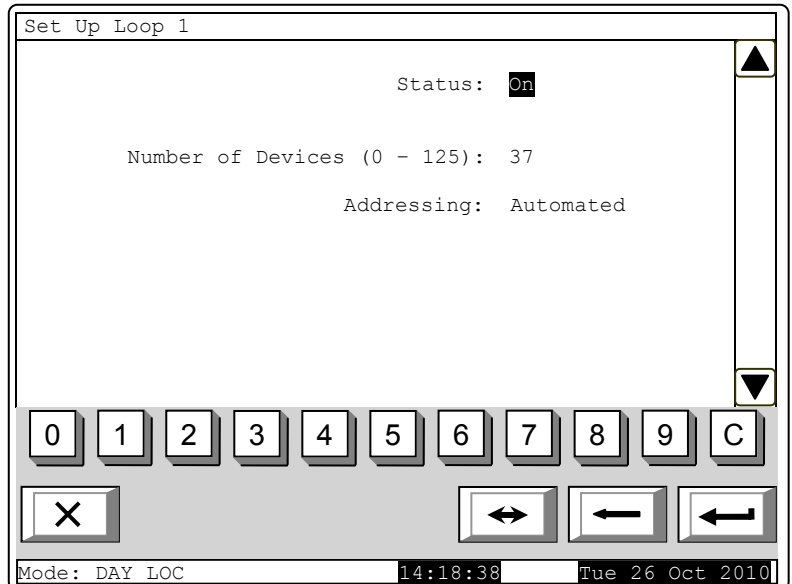 Set Up Loop 1
Status: On
Number of Devices (0 – 125): 37
Addressing: Automated
0 1 2 3 4 5 6 7 8 9 C
Mode: DAY LOC 14:18:38 Tue 26 Oct 2010